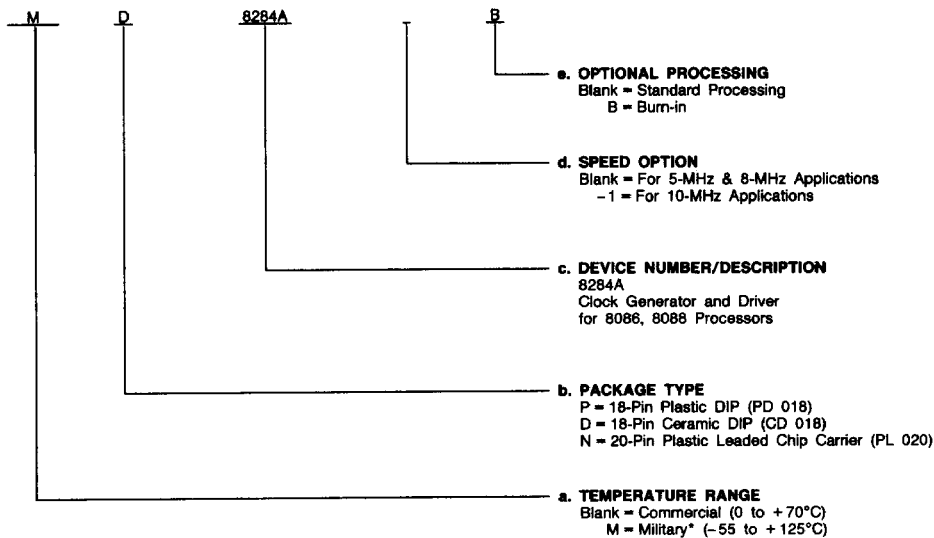 M D 8284A - B
e. OPTIONAL PROCESSING
Blank = Standard Processing
B = Burn-in
d. SPEED OPTION
Blank = For 5-MHz & 8-MHz Applications
-1 = For 10-MHz Applications
c. DEVICE NUMBER/DESCRIPTION
8284A
Clock Generator and Driver
for 8086, 8088 Processors
b. PACKAGE TYPE
P = 18-Pin Plastic DIP (PD 018)
D = 18-Pin Ceramic DIP (CD 018)
N = 20-Pin Plastic Leaded Chip Carrier (PL 020)
a. TEMPERATURE RANGE
Blank = Commercial (0 to +70°C)
M = Military* (-55 to +125°C)